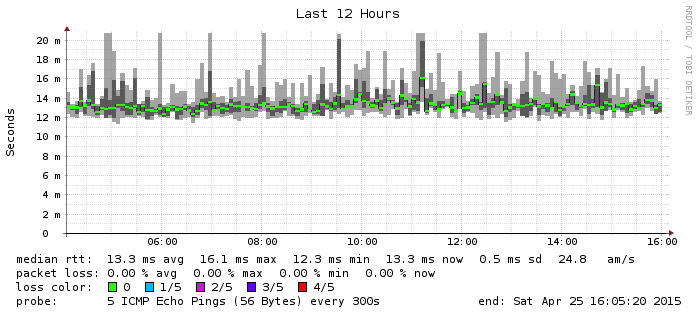 Last 12 Hours
RRDTOOL / TOBI OETIKER
Seconds
20 m
18 m
16 m
14 m
12 m
10 m
8 m
6 m
4 m
2 m
0
06:00 08:00 10:00 12:00 14:00 16:00
median rtt: 13.3 ms avg 16.1 ms max 12.3 ms min 13.3 ms now 0.5 ms sd 24.8 am/s
packet loss: 0.00 % avg 0.00 % max 0.00 % min 0.00 % now
loss color: 0 1/5 2/5 3/5 4/5
probe: 5 ICMP Echo Pings (56 Bytes) every 300s end: Sat Apr 25 16:05:20 2015